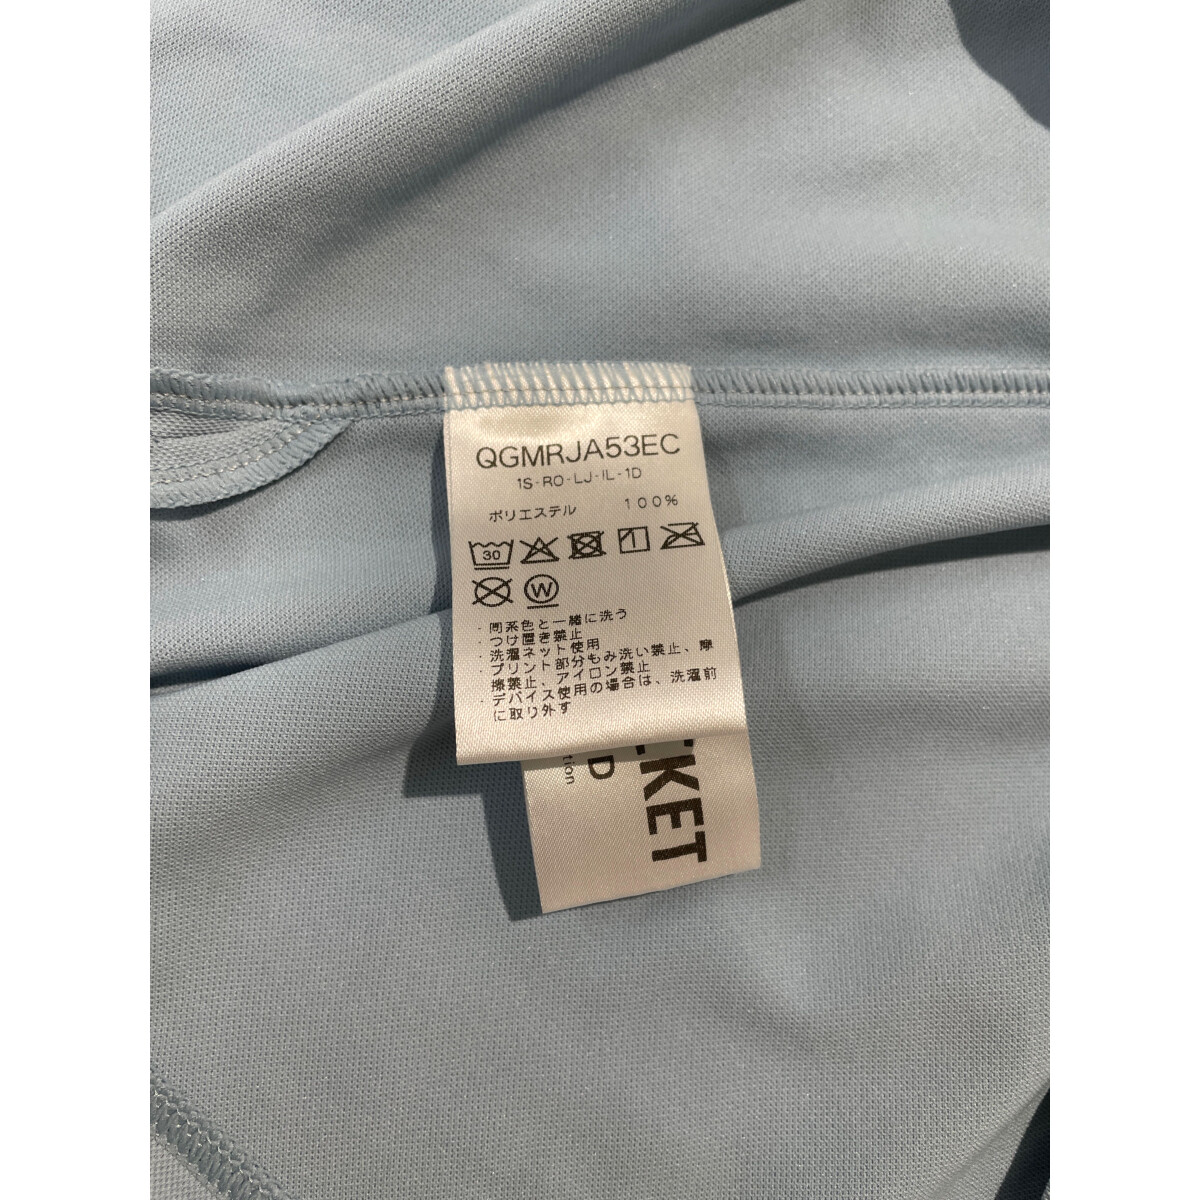 QGMRJA53EC
1S-RO-LJ-IL-1D
ポリエステル 100%
30
W
・同系色と一緒に洗う
・つけ置き禁止
・洗濯ネット使用
・プリント部分もみ洗い禁止、摩
擦禁止、アイロン禁止
・デバイス使用の場合は、洗濯前
に取り外す
KET
D
tion